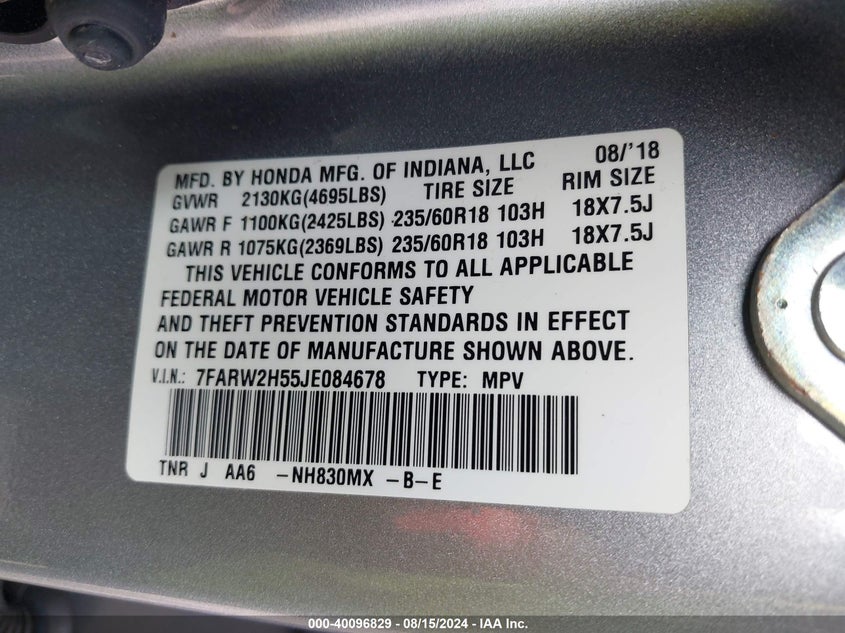 MFD. BY HONDA MFG. OF INDIANA, LLC 08/'18
GVWR 2130KG(4695LBS) TIRE SIZE RIM SIZE
GAWR F 1100KG(2425LBS) 235/60R18 103H 18X7.5J
GAWR R 1075KG(2369LBS) 235/60R18 103H 18X7.5J
THIS VEHICLE CONFORMS TO ALL APPLICABLE
FEDERAL MOTOR VEHICLE SAFETY
AND THEFT PREVENTION STANDARDS IN EFFECT
ON THE DATE OF MANUFACTURE SHOWN ABOVE.
V.I.N.: 7FARW2H55JE084678 TYPE: MPV
TNR J AA6 -NH830MX -B-E
000-40096829 - 08/15/2024 - IAA Inc.